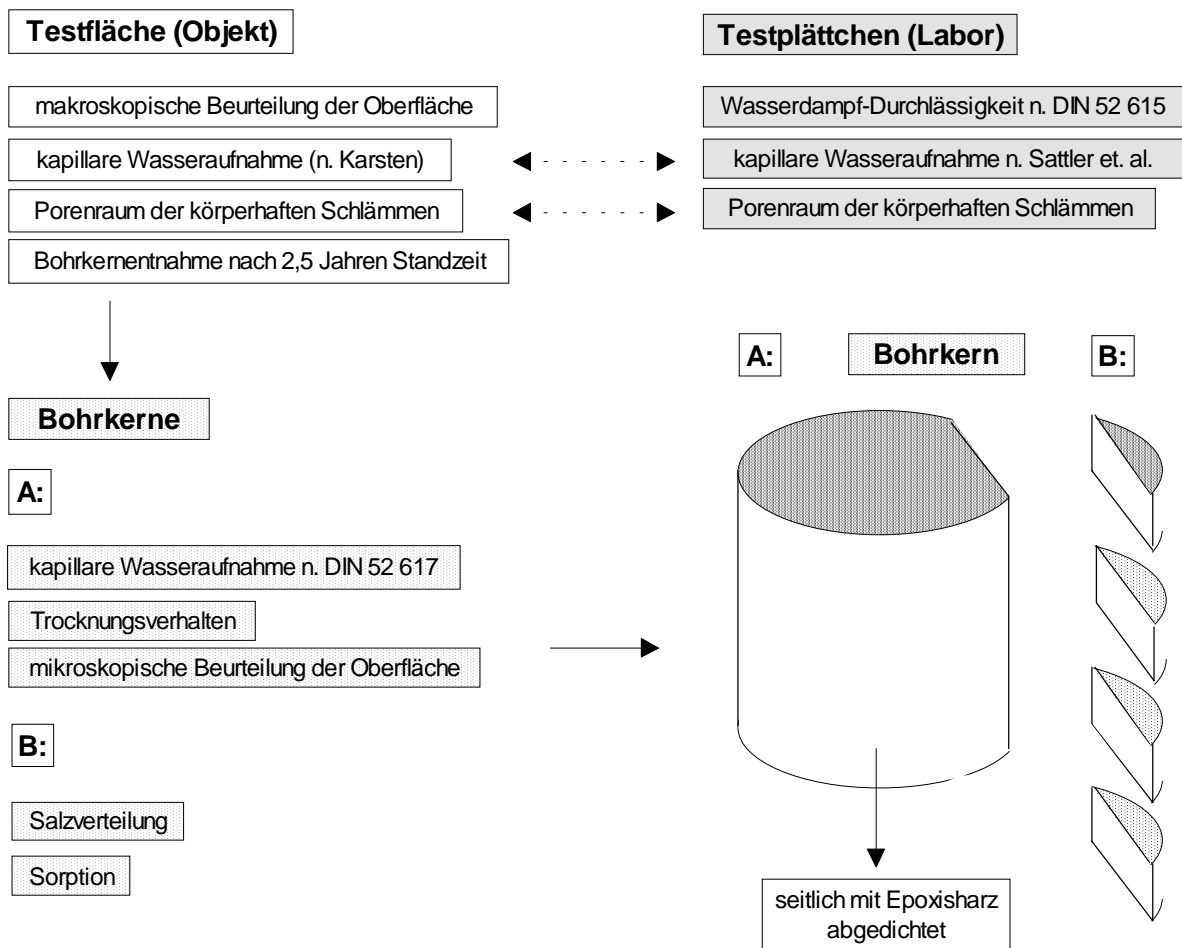 Testfläche (Objekt)
Testplättchen (Labor)
makroskopische Beurteilung der Oberfläche
Wasserdampf-Durchlässigkeit n. DIN 52 615
kapillare Wasseraufnahme (n. Karsten)
kapillare Wasseraufnahme n. Sattler et. al.
Porenraum der körperhaften Schlämmen
Porenraum der körperhaften Schlämmen
Bohrkernentnahme nach 2,5 Jahren Standzeit
A:
Bohrkern
B:
Bohrkerne
A:
kapillare Wasseraufnahme n. DIN 52 617
Trocknungsverhalten
mikroskopische Beurteilung der Oberfläche
B:
Salzverteilung
Sorption
seitlich mit Epoxisharz
abgedichtet